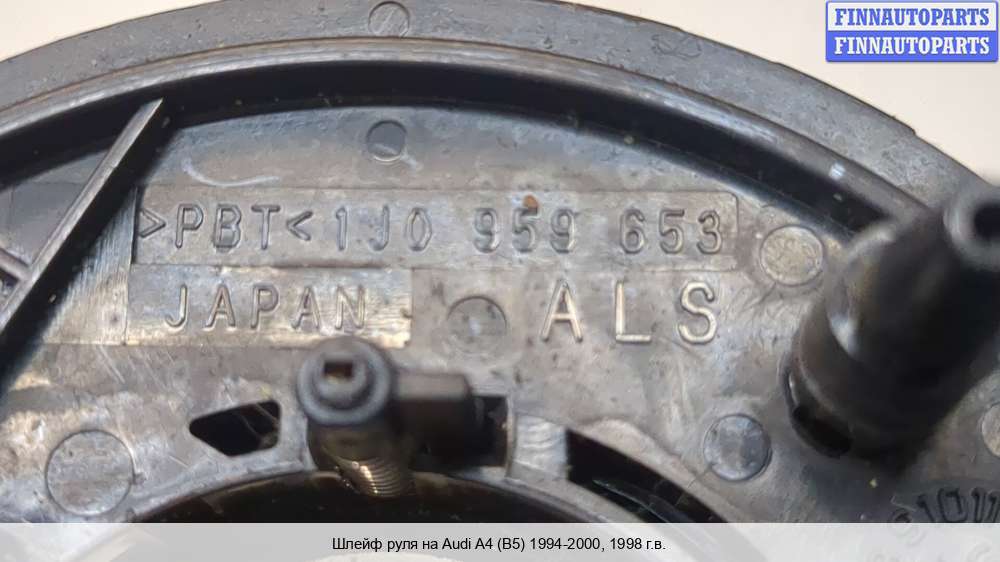 FINNAUTOPARTS
FINNAUTOPARTS
>PBT< 1J0 959 653
JAPAN ALS
Шлейф руля на Audi A4 (B5) 1994-2000, 1998 г.в.